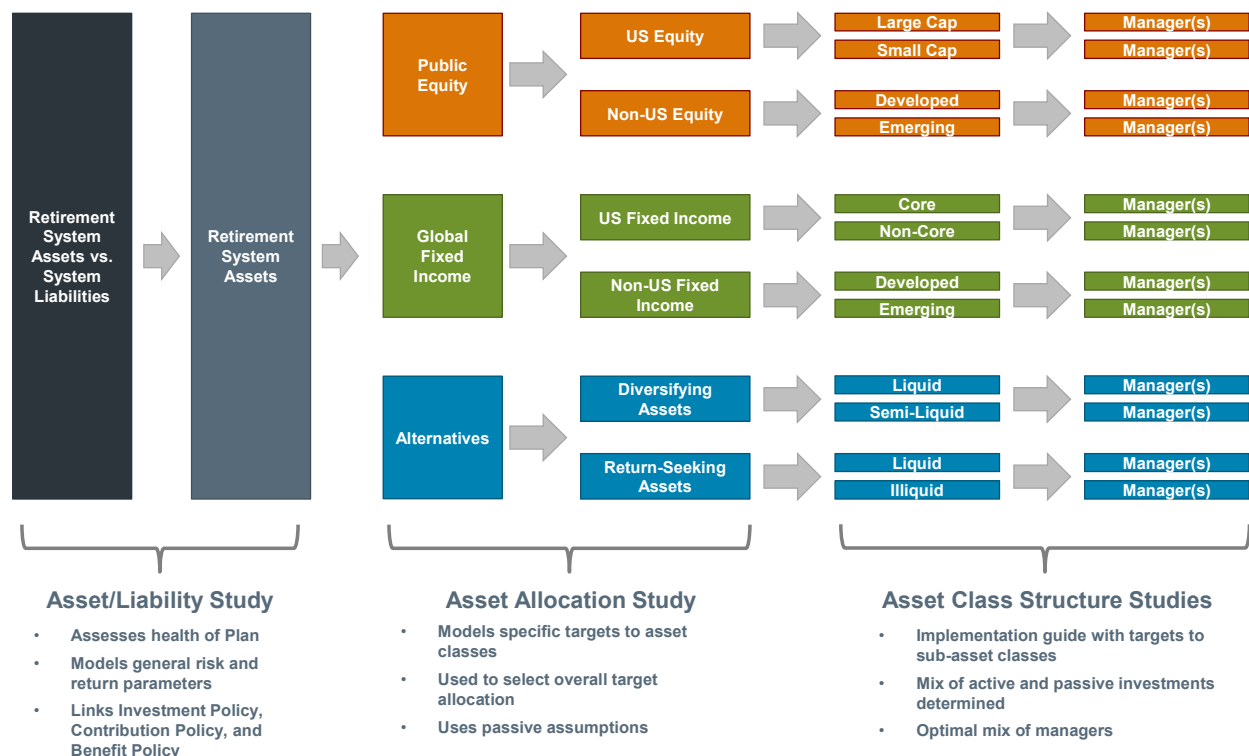 Retirement
System
Assets vs.
System
Liabilities
Retirement
System
Assets
Public
Equity
US Equity
Large Cap
Manager(s)
Small Cap
Manager(s)
Non-US Equity
Developed
Manager(s)
Emerging
Manager(s)
Global
Fixed
Income
US Fixed Income
Core
Manager(s)
Non-Core
Manager(s)
Non-US Fixed
Income
Developed
Manager(s)
Emerging
Manager(s)
Alternatives
Diversifying
Assets
Liquid
Manager(s)
Semi-Liquid
Manager(s)
Return-Seeking
Assets
Liquid
Manager(s)
Illiquid
Manager(s)
Asset/Liability Study
• Assesses health of Plan
• Models general risk and
return parameters
• Links Investment Policy,
Contribution Policy, and
Benefit Policy
Asset Allocation Study
• Models specific targets to asset
classes
• Used to select overall target
allocation
• Uses passive assumptions
Asset Class Structure Studies
• Implementation guide with targets to
sub-asset classes
• Mix of active and passive investments
determined
• Optimal mix of managers